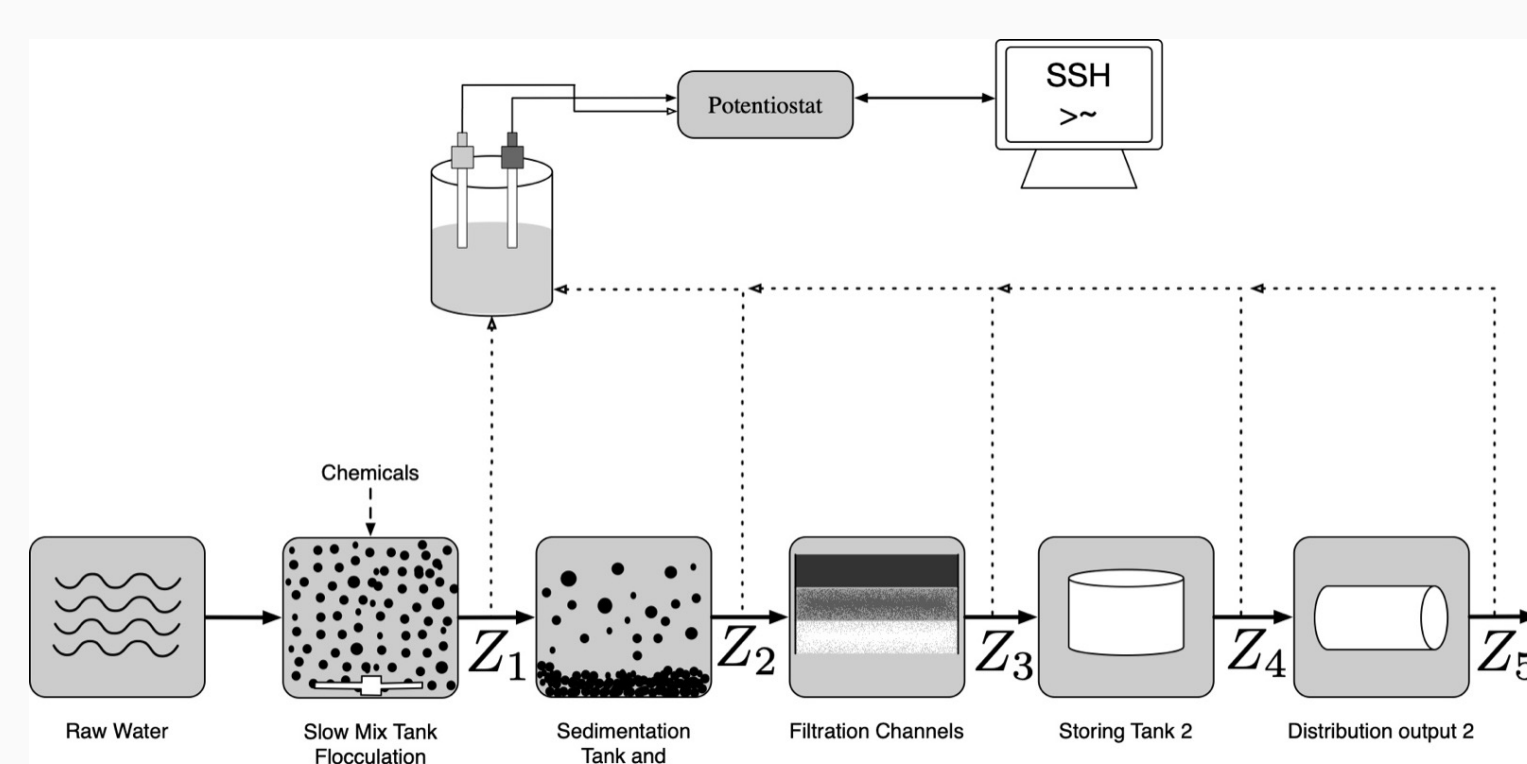 SSH
>~
Potentiostat
Chemicals
Z1
Z2
Z3
Z4
Z5
Raw Water
Slow Mix Tank
Flocculation
Sedimentation
Tank and
Filtration Channels
Storing Tank 2
Distribution output 2